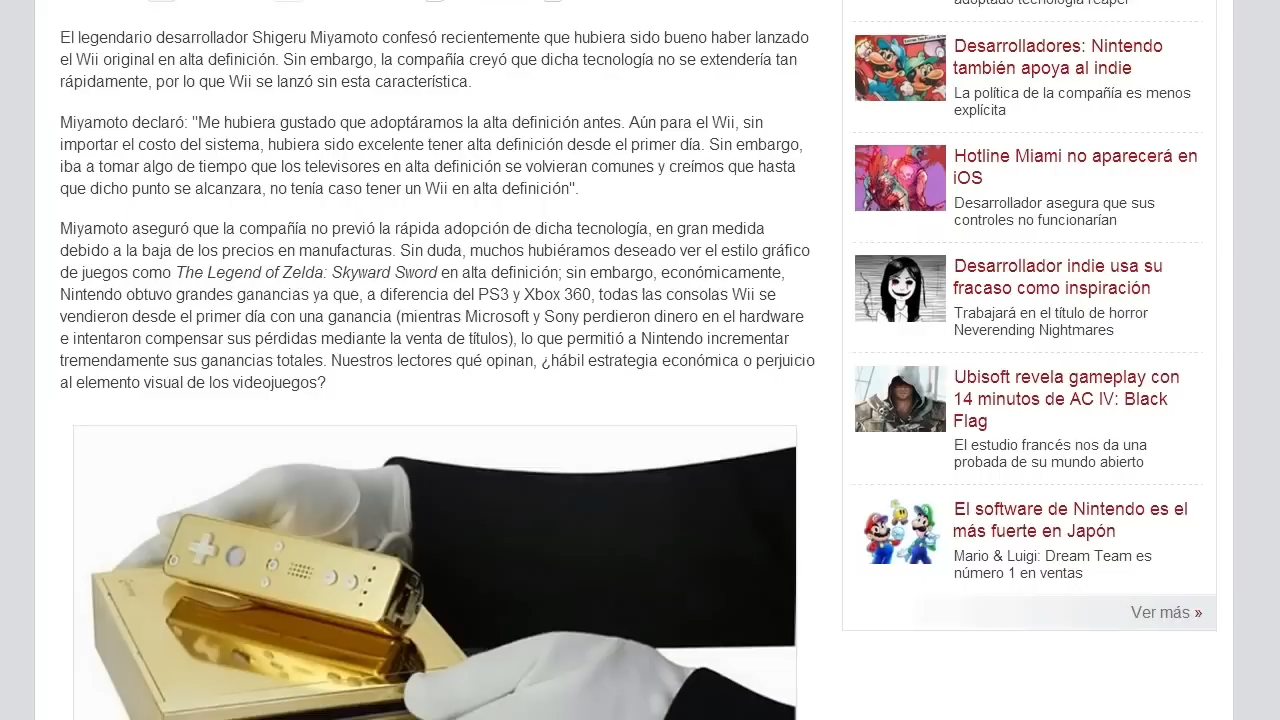 El legendario desarrollador Shigeru Miyamoto confesó recientemente que hubiera sido bueno haber lanzado
el Wii original en alta definición. Sin embargo, la compañía creyó que dicha tecnología no se extendería tan
rápidamente, por lo que Wii se lanzó sin esta característica.
Miyamoto declaró: "Me hubiera gustado que adoptáramos la alta definición antes. Aún para el Wii, sin
importar el costo del sistema, hubiera sido excelente tener alta definición desde el primer día. Sin embargo,
iba a tomar algún tiempo que los televisores en alta definición se volvieran comunes y creímos que hasta
que dicho punto se alcanzara, no tenía caso tener un Wii en alta definición".
Miyamoto aseguró que la compañía no previó la rápida adopción de dicha tecnología, en gran medida
debido a la baja de los precios en manufacturas. Sin duda, muchos hubiéramos deseado ver el estilo gráfico
de juegos como The Legend of Zelda: Skyward Sword en alta definición; sin embargo, económicamente,
Nintendo obtuvo grandes ganancias ya que, a diferencia del PS3 y Xbox 360, todas las consolas Wii se
vendieron desde el primer día con una ganancia (mientras Microsoft y Sony perdieron dinero en el hardware
e intentaron compensar sus pérdidas mediante la venta de títulos), lo que permitió a Nintendo incrementar
tremendamente sus ganancias totales. Nuestros lectores qué opinan, ¿hábil estrategia económica o perjuicio
al elemento visual de los videojuegos?
adoptado tecnología reaper
Desarrolladores: Nintendo
también apoya al indie
La política de la compañía es menos
explícita
Hotline Miami no aparecerá en
iOS
Desarrollador asegura que sus
controles no funcionarían
Desarrollador indie usa su
fracaso como inspiración
Trabajará en el título de horror
Neverending Nightmares
Ubisoft revela gameplay con
14 minutos de AC IV: Black
Flag
El estudio francés nos da una
probada de su mundo abierto
El software de Nintendo es el
más fuerte en Japón
Mario & Luigi: Dream Team es
número 1 en ventas
Ver más »